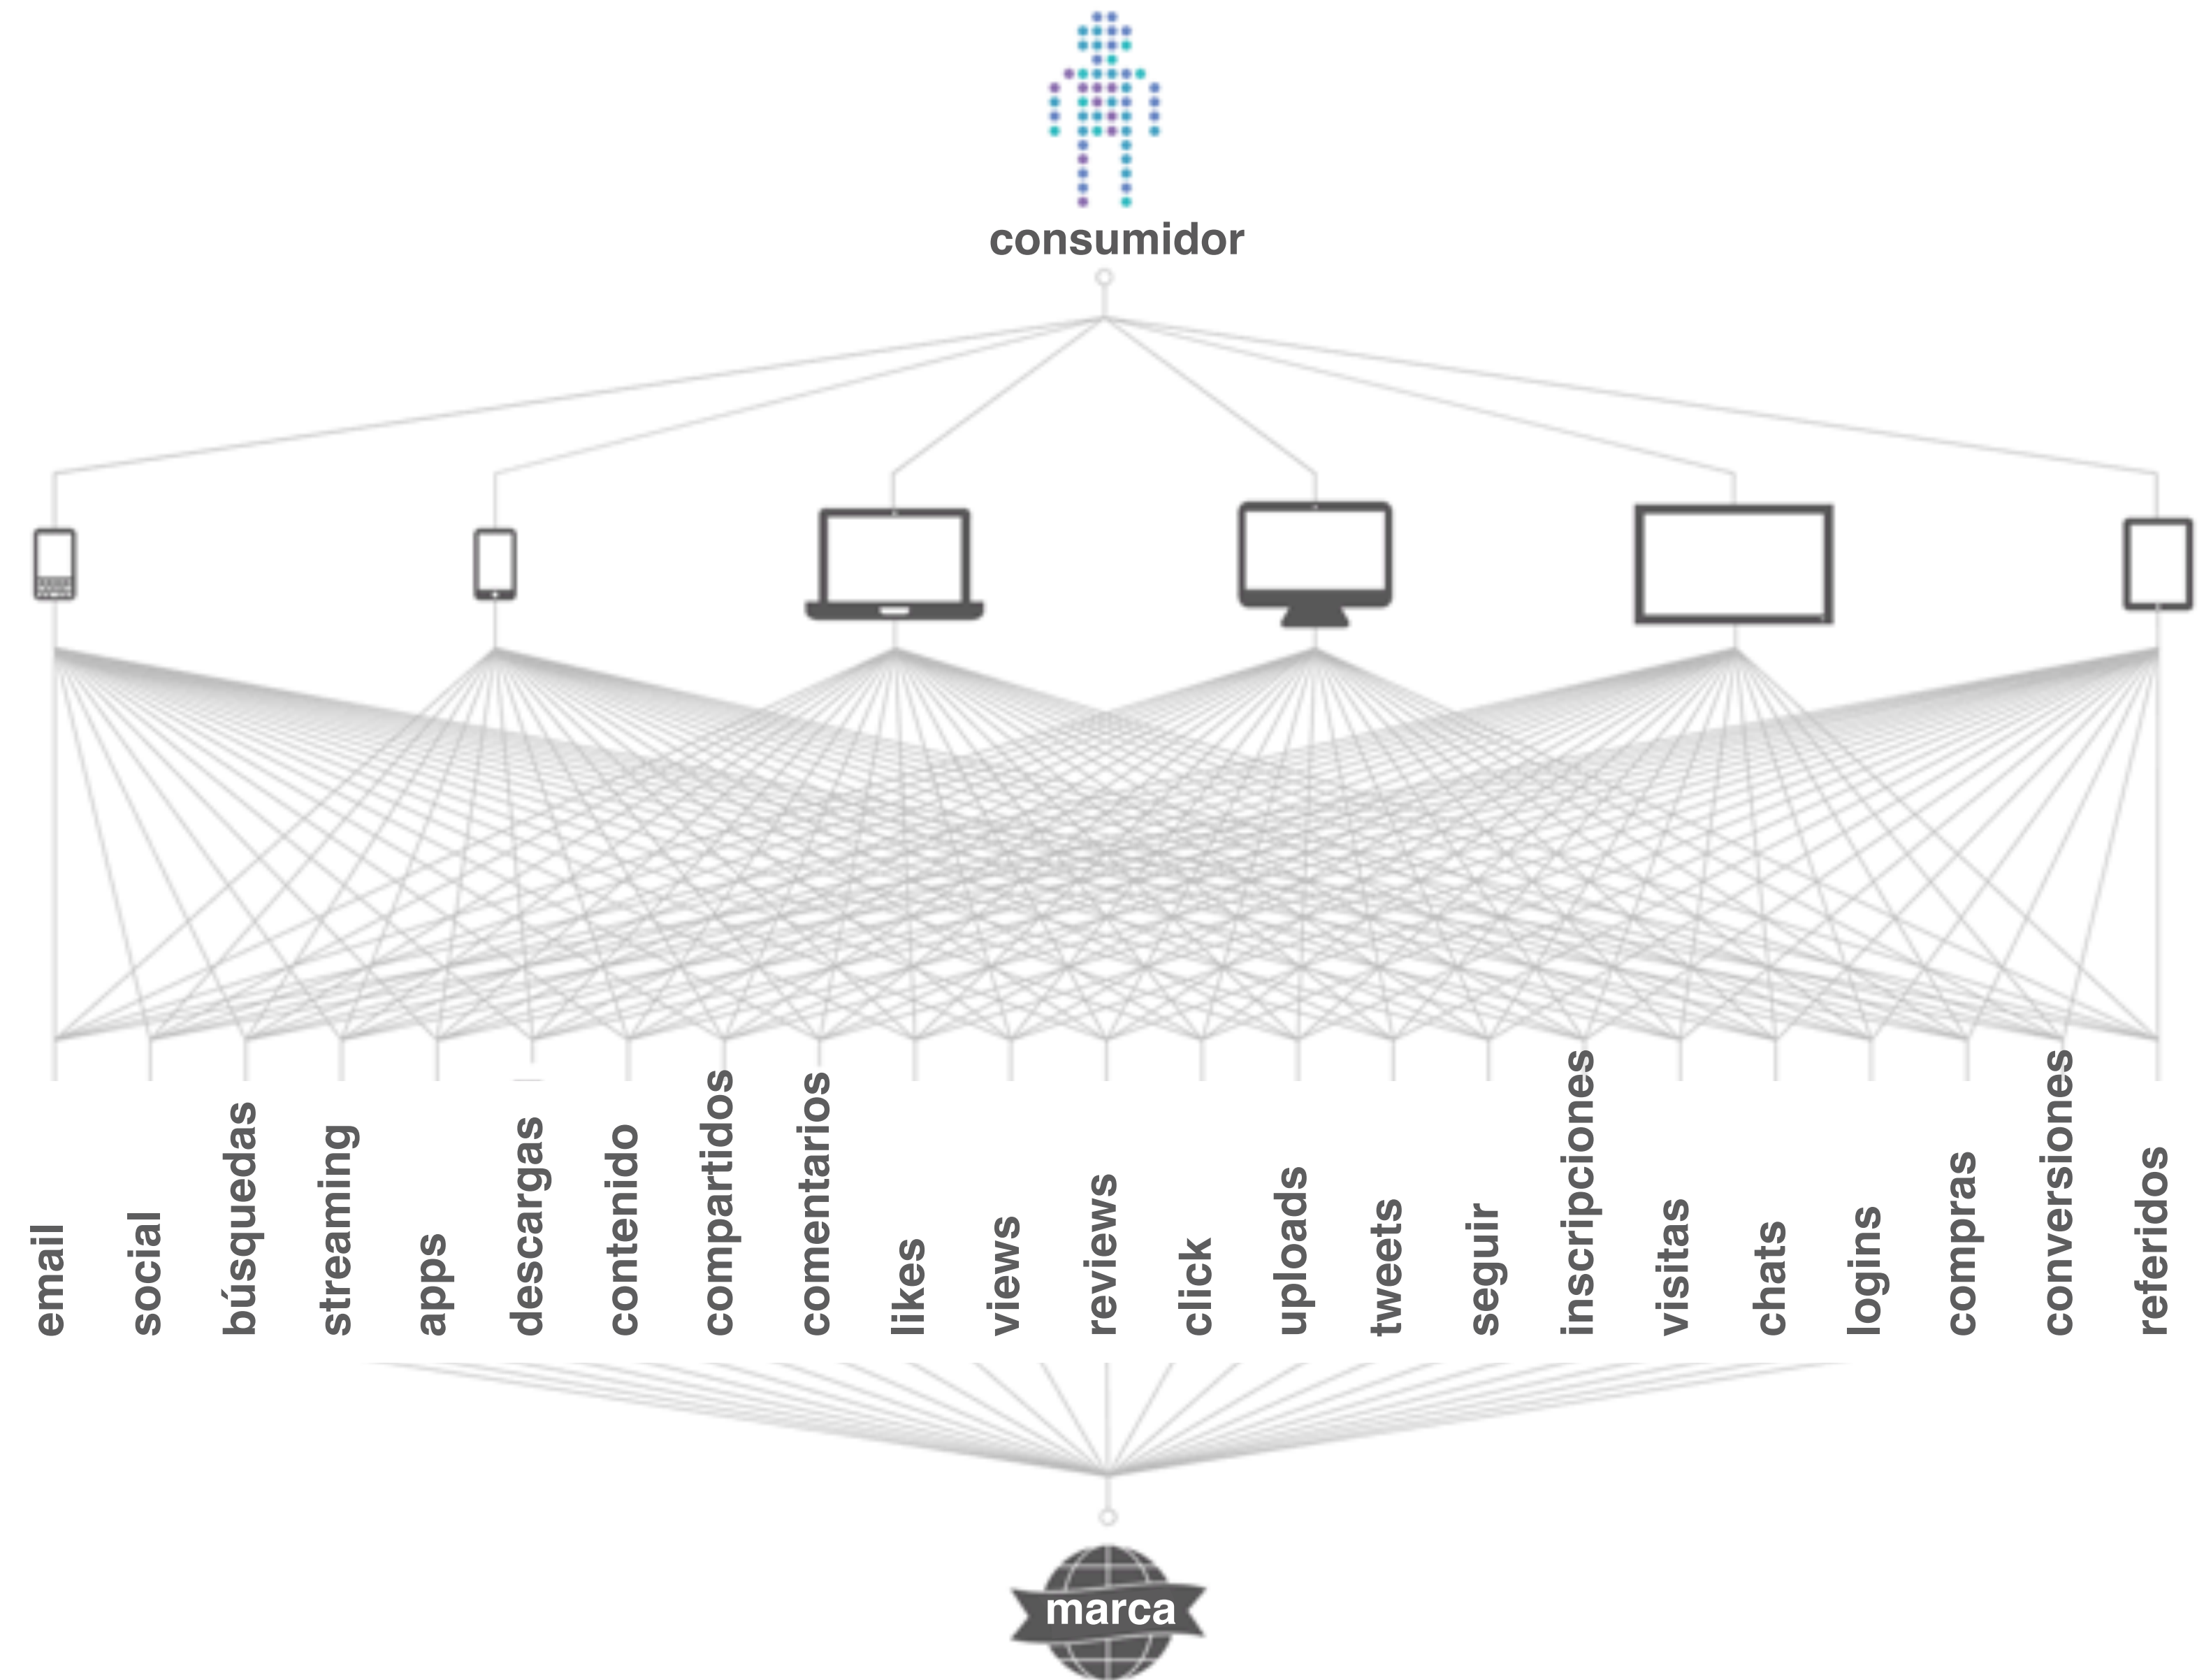 consumidor
email
social
búsquedas
streaming
apps
descargas
contenido
compartidos
comentarios
likes
views
reviews
click
uploads
tweets
seguir
inscripciones
visitas
chats
logins
compras
conversiones
referidos
marca